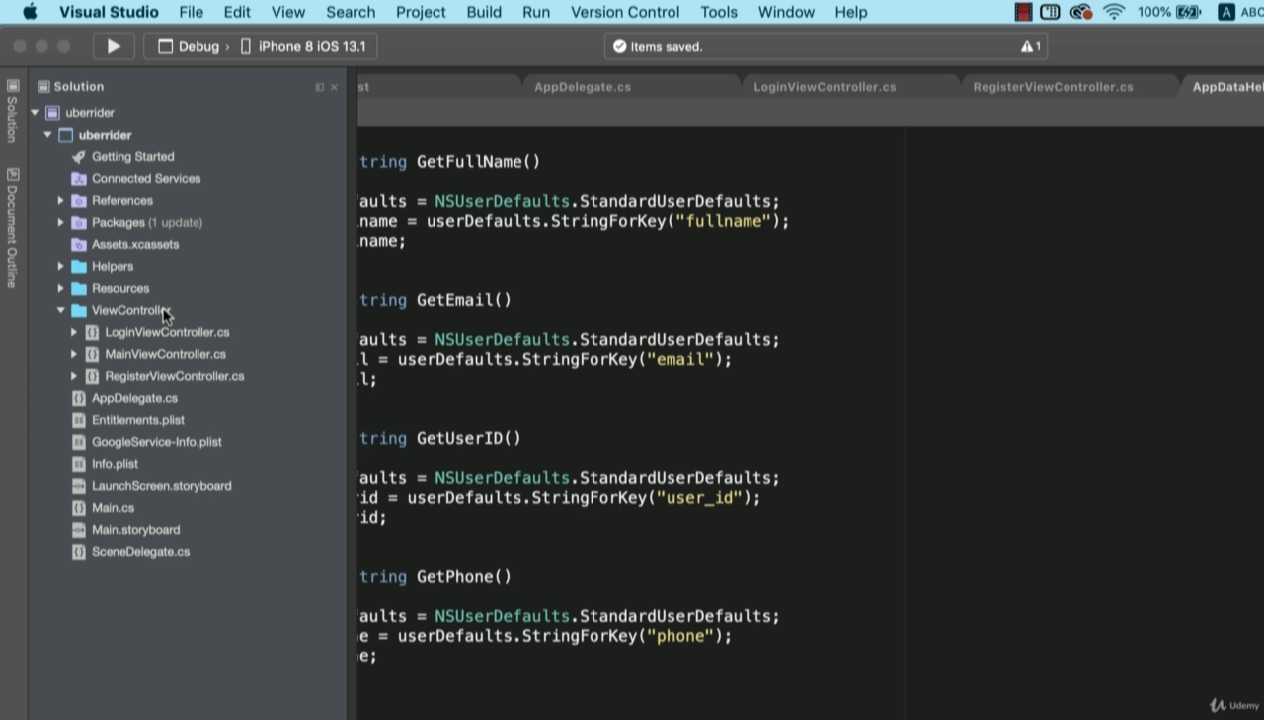 Visual Studio File Edit View Search Project Build Run Version Control Tools Window Help 100% A ABC
Debug › iPhone 8 iOS 13.1 Items saved. 1
Solution
Document Outline
Solution
uberrider
uberrider
Getting Started
Connected Services
References
Packages (1 update)
Assets.xcassets
Helpers
Resources
ViewController
LoginViewController.cs
MainViewController.cs
RegisterViewController.cs
AppDelegate.cs
Entitlements.plist
GoogleService-Info.plist
Info.plist
LaunchScreen.storyboard
Main.cs
Main.storyboard
SceneDelegate.cs
st AppDelegate.cs LoginViewController.cs RegisterViewController.cs AppDataHel
tring GetFullName()
aults = NSUserDefaults.StandardUserDefaults;
name = userDefaults.StringForKey("fullname");
name;
tring GetEmail()
aults = NSUserDefaults.StandardUserDefaults;
l = userDefaults.StringForKey("email");
l;
tring GetUserID()
aults = NSUserDefaults.StandardUserDefaults;
id = userDefaults.StringForKey("user_id");
id;
tring GetPhone()
aults = NSUserDefaults.StandardUserDefaults;
e = userDefaults.StringForKey("phone");
e;
Udemy